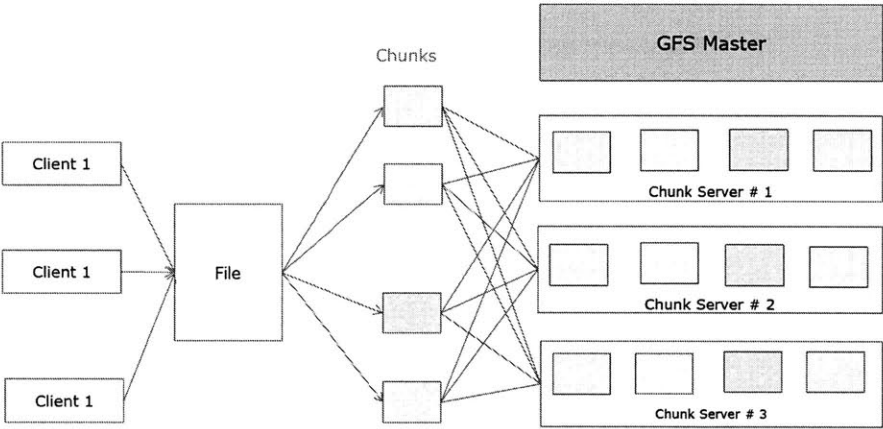 GFS Master
Chunks
Client 1
Chunk Server # 1
Client 1
File
Chunk Server # 2
Client 1
Chunk Server # 3